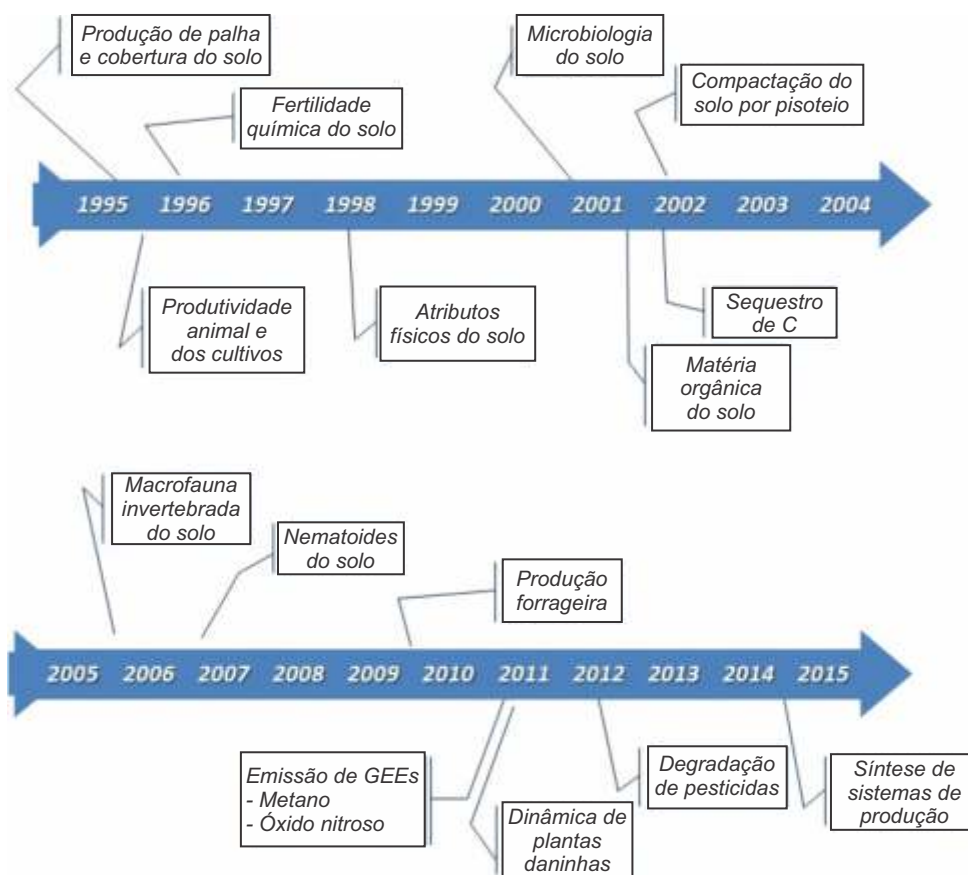 Produção de palha
e cobertura do solo
Fertilidade
química do solo
Microbiologia
do solo
Compactação do
solo por pisoteio
1995 1996 1997 1998 1999 2000 2001 2002 2003 2004
Produtividade
animal e
dos cultivos
Atributos
físicos do solo
Sequestro
de C
Matéria
orgânica
do solo
Macrofauna
invertebrada
do solo
Nematoides
do solo
Produção
forrageira
2005 2006 2007 2008 2009 2010 2011 2012 2013 2014 2015
Emissão de GEEs
- Metano
- Óxido nitroso
Dinâmica de
plantas
daninhas
Degradação
de pesticidas
Síntese de
sistemas de
produção